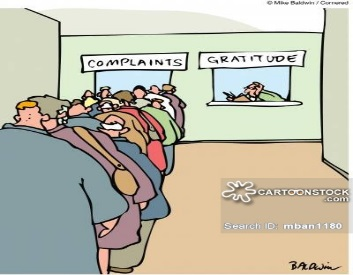 © Mike Baldwin / Cornered
COMPLAINTS
GRATITUDE
CARTOONSTOCK
.com
Search ID: mban1180
BALDWIN